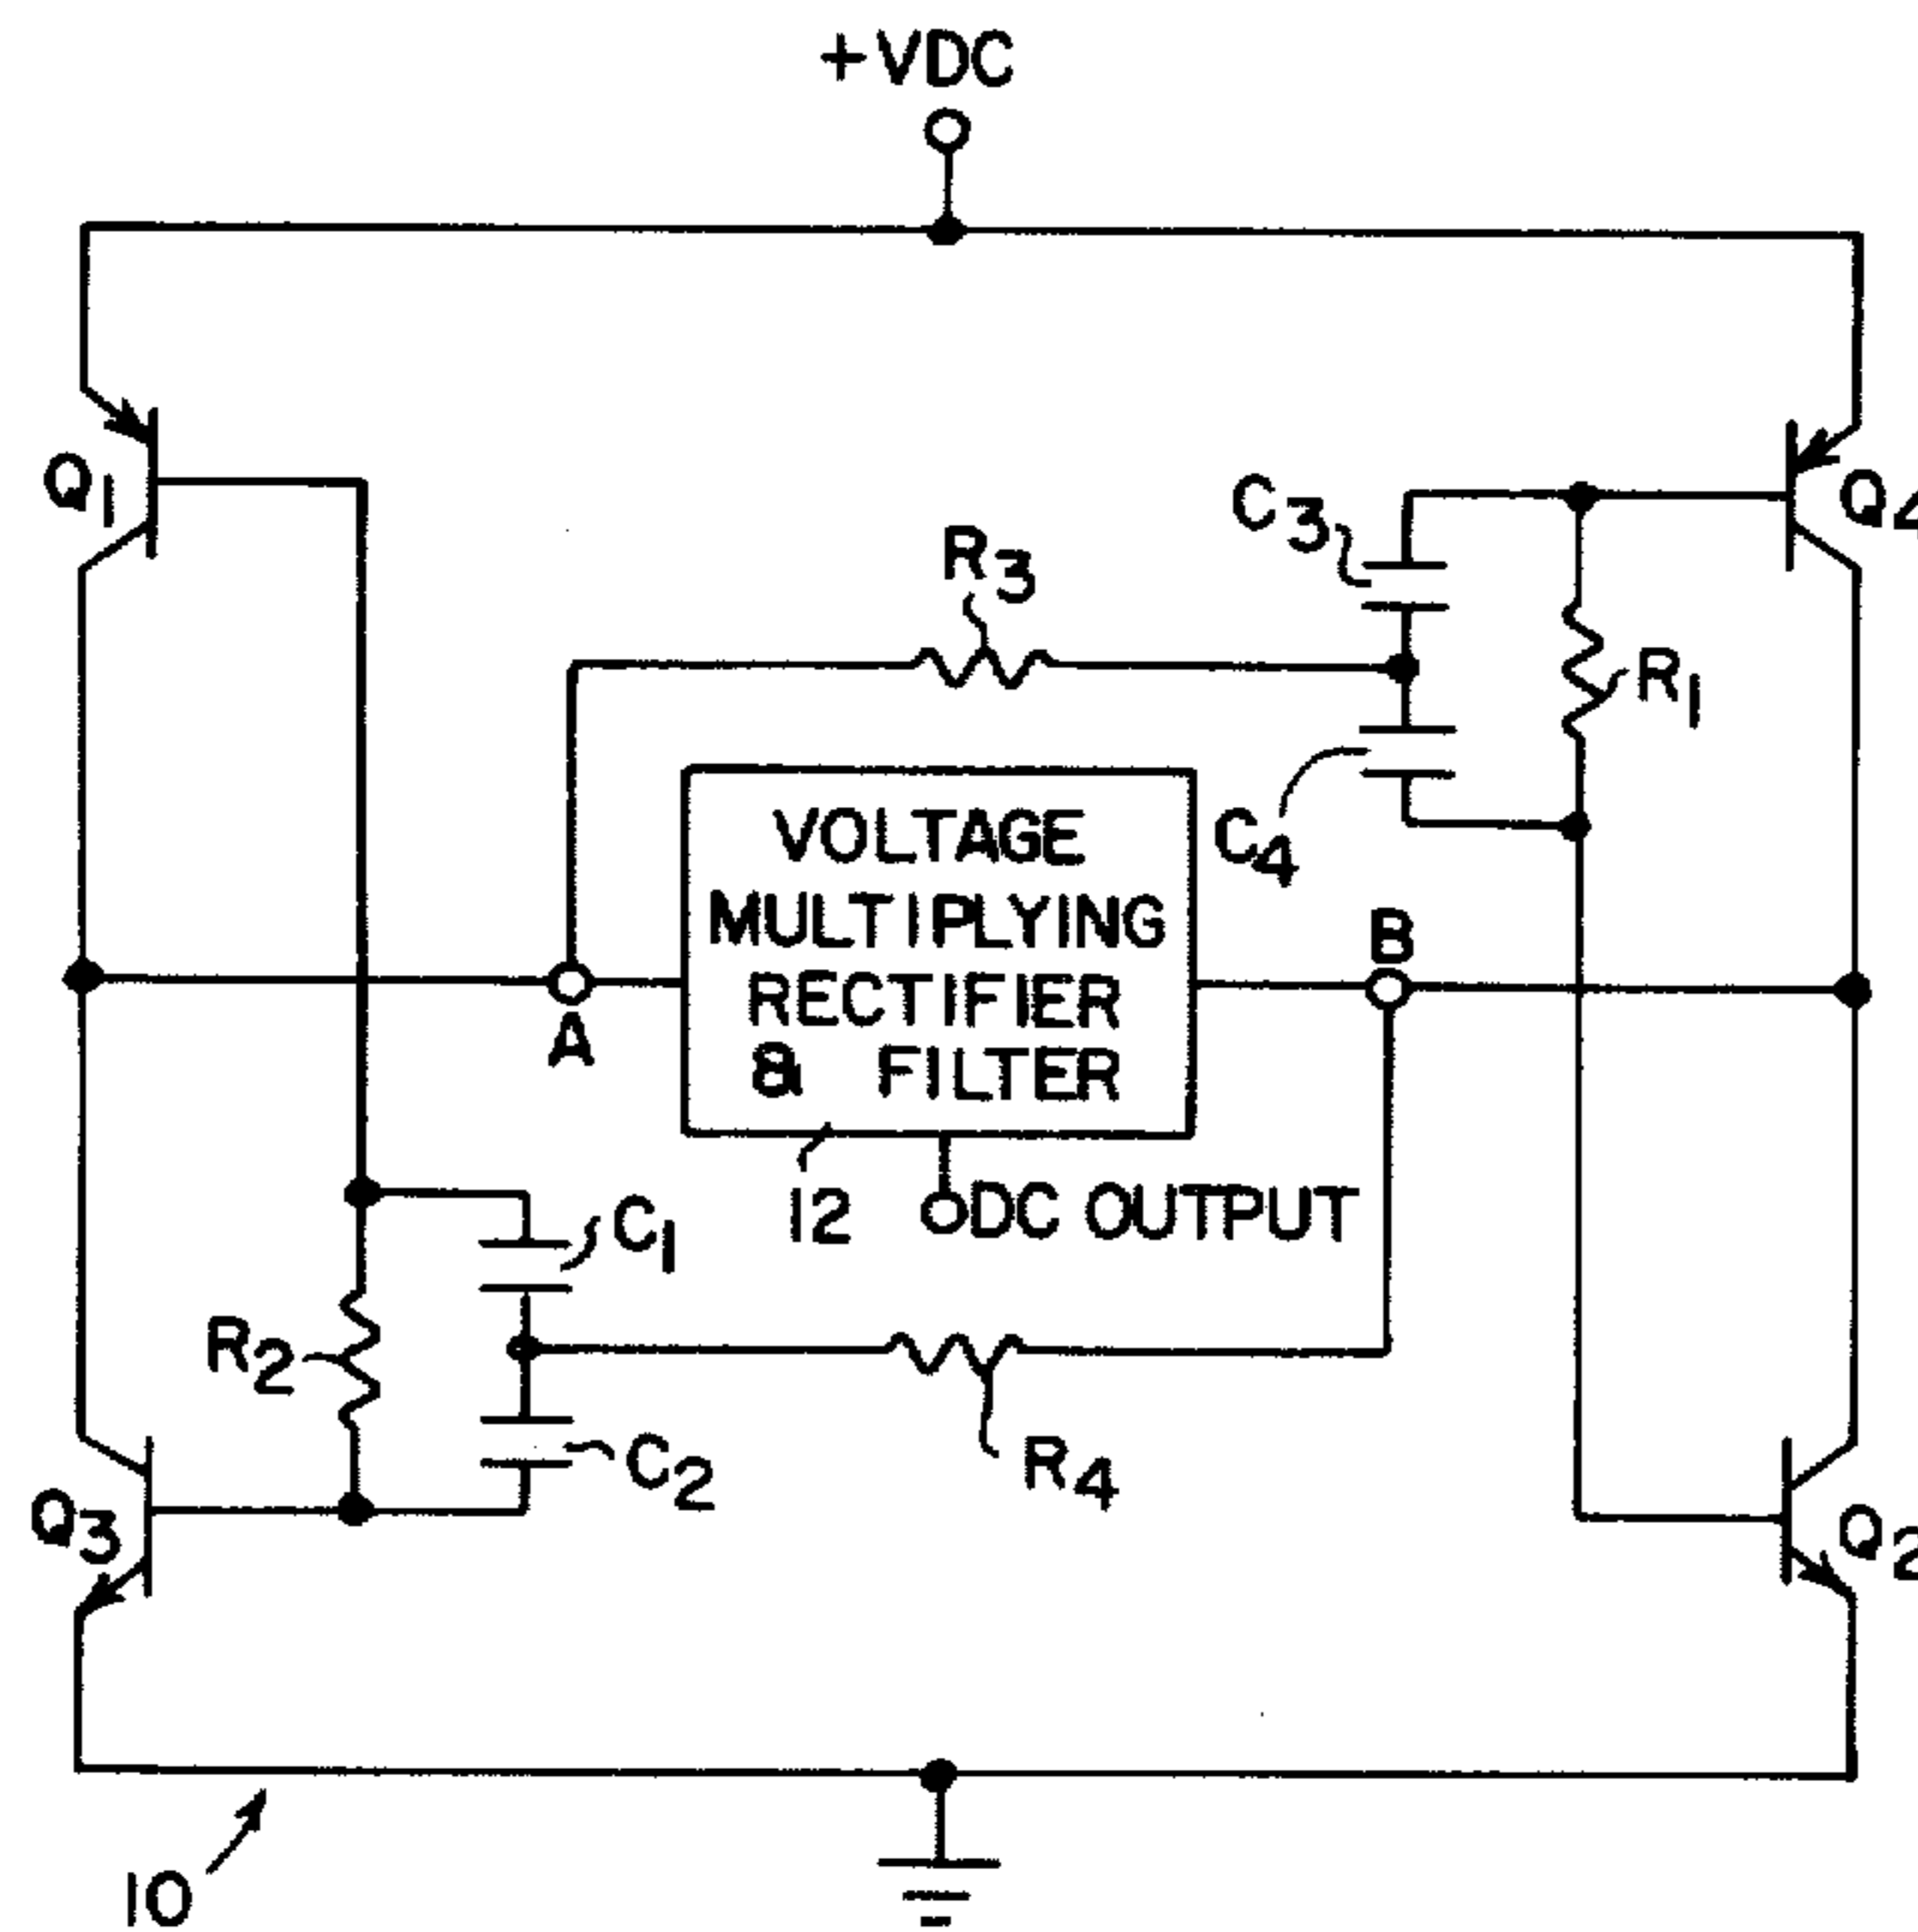 +VDC
Q1
Q4
C3
R3
R1
C4
VOLTAGE
MULTIPLYING
RECTIFIER
& FILTER
A
B
12
DC OUTPUT
C1
R2
C2
R4
Q3
Q2
10